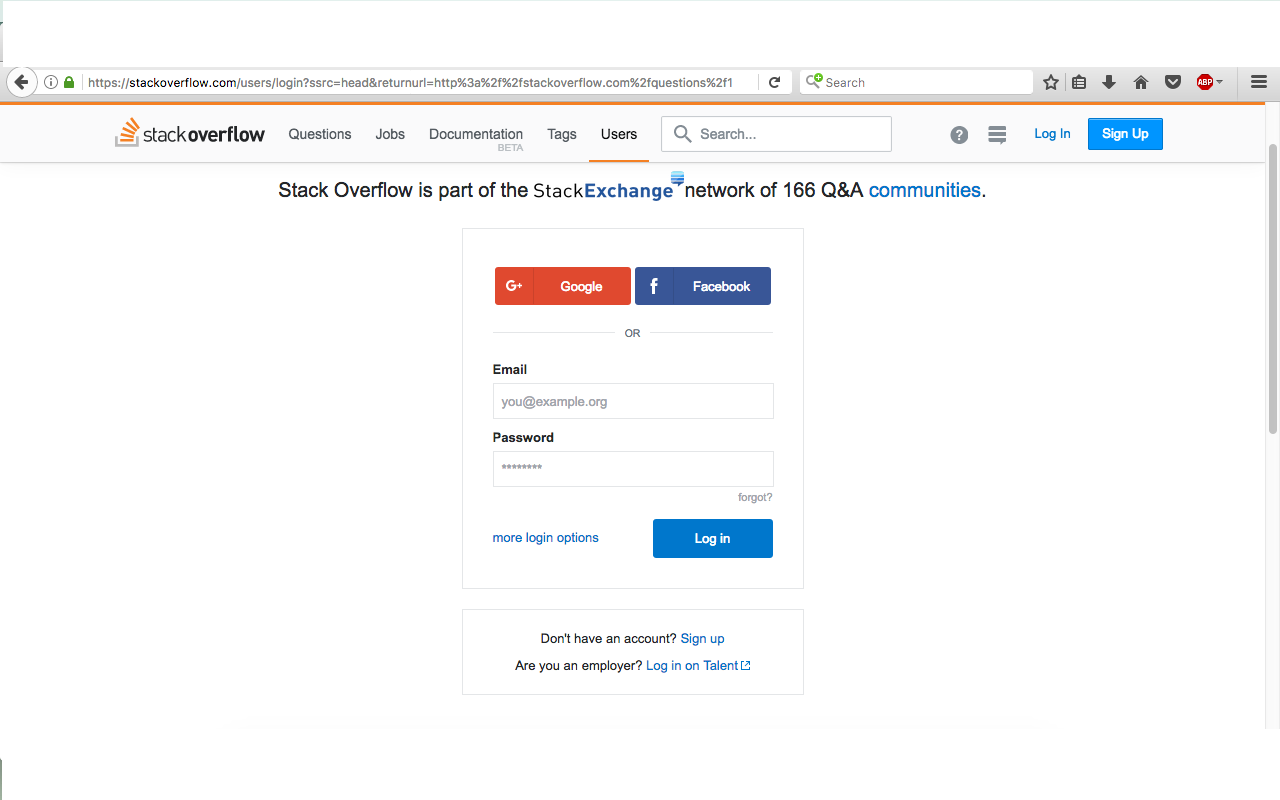 https://stackoverflow.com/users/login?ssrc=head&returnurl=http%3a%2f%2fstackoverflow.com%2fquestions%2f1
Search
ABP
stackoverflow Questions Jobs Documentation Tags Users Search... ? Log In Sign Up
BETA
Stack Overflow is part of the StackExchange network of 166 Q&A communities.
G+ Google f Facebook
OR
Email
you@example.org
Password
********
forgot?
more login options Log in
Don't have an account? Sign up
Are you an employer? Log in on Talent